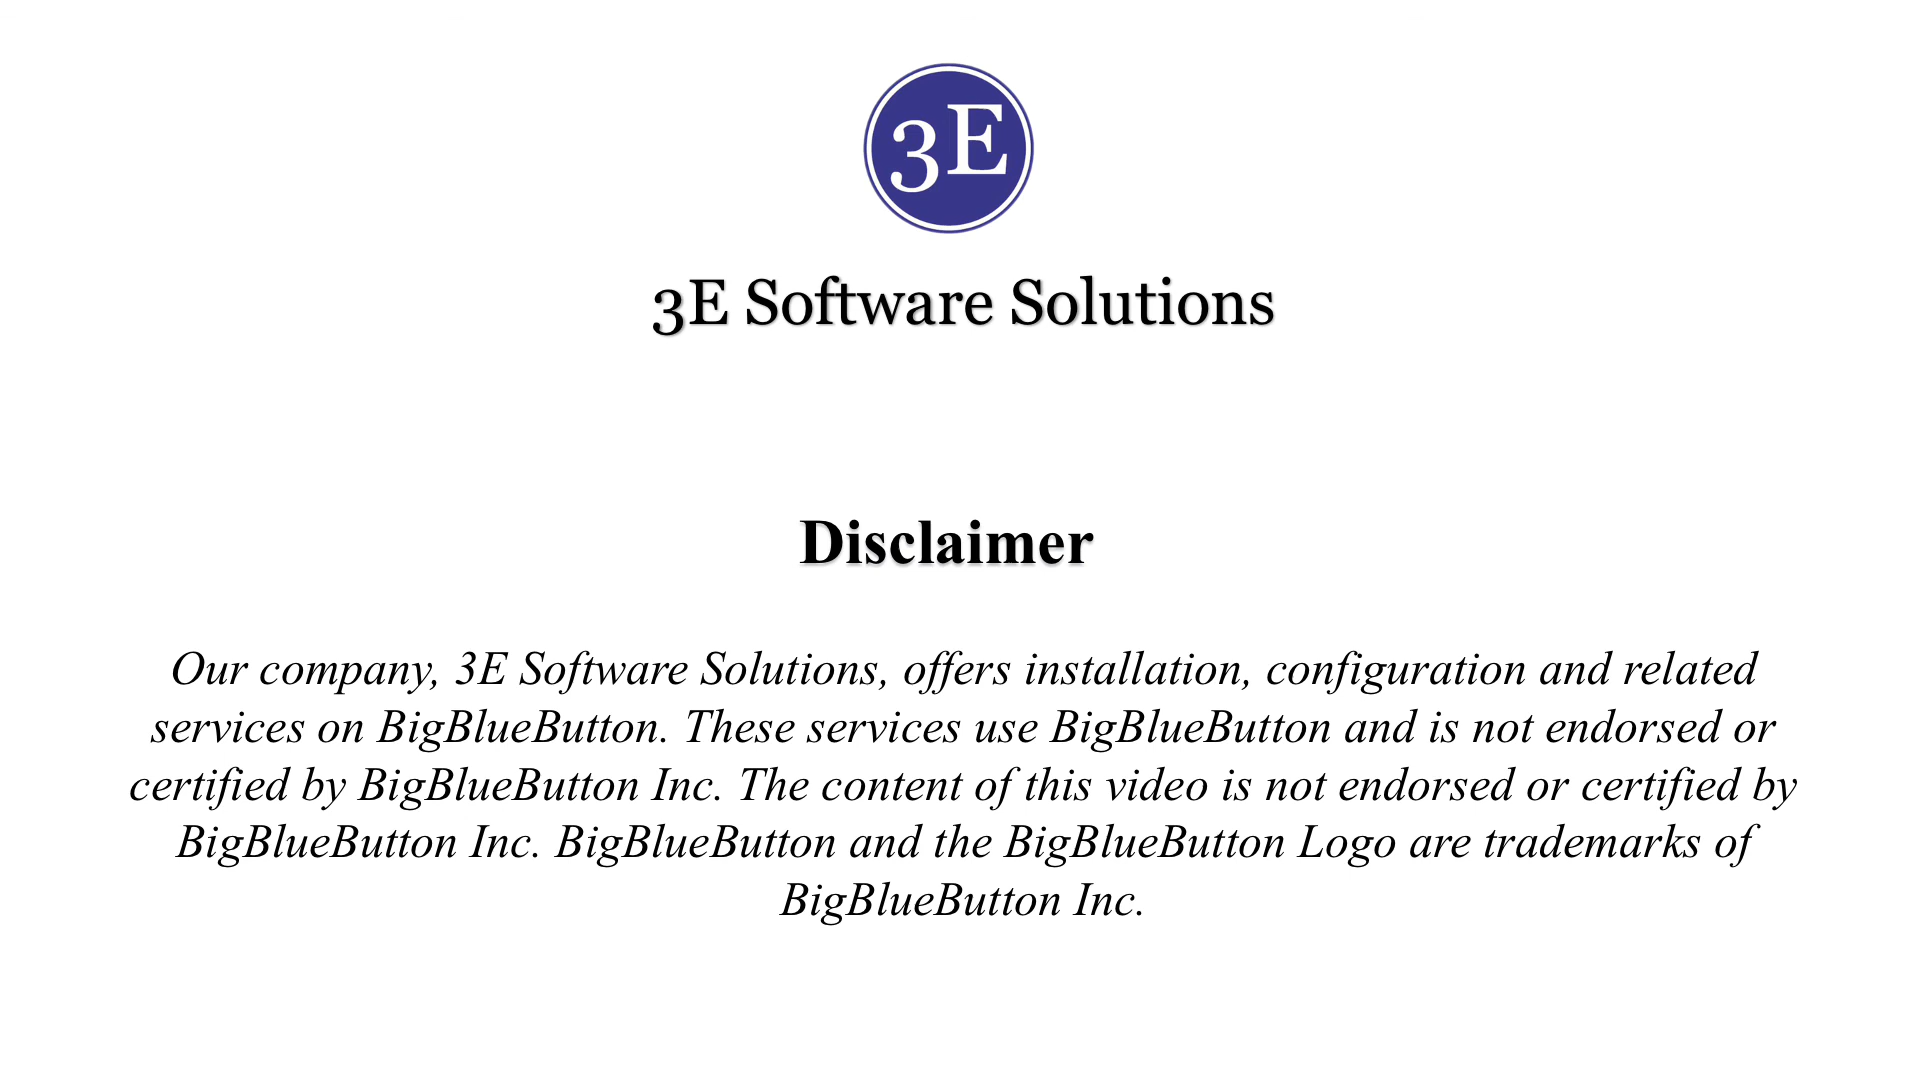 3E
3E Software Solutions
Disclaimer
Our company, 3E Software Solutions, offers installation, configuration and related
services on BigBlueButton. These services use BigBlueButton and is not endorsed or
certified by BigBlueButton Inc. The content of this video is not endorsed or certified by
BigBlueButton Inc. BigBlueButton and the BigBlueButton Logo are trademarks of
BigBlueButton Inc.